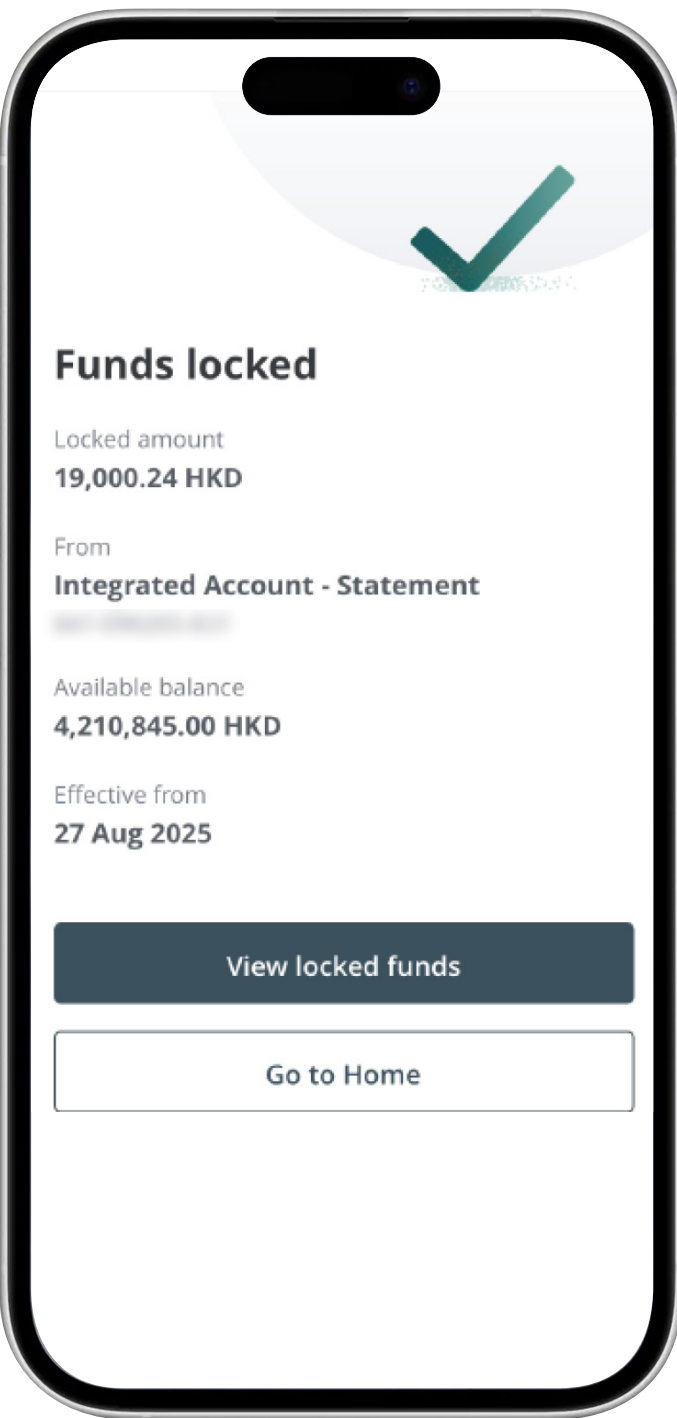 Funds locked
Locked amount
19,000.24 HKD
From
Integrated Account - Statement
Available balance
4,210,845.00 HKD
Effective from
27 Aug 2025
View locked funds
Go to Home